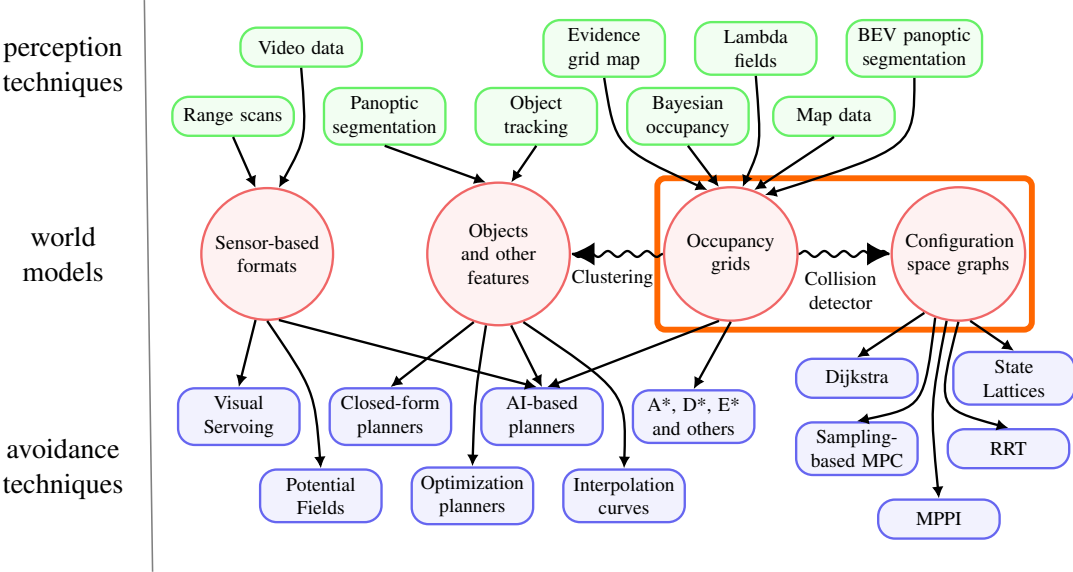 perception
techniques
Video data
Range scans
Panoptic
segmentation
Object
tracking
Evidence
grid map
Bayesian
occupancy
Lambda
fields
Map data
BEV panoptic
segmentation
world
models
Sensor-based
formats
Objects
and other
features
Clustering
Occupancy
grids
Collision
detector
Configuration
space graphs
avoidance
techniques
Visual
Servoing
Potential
Fields
Closed-form
planners
Optimization
planners
AI-based
planners
Interpolation
curves
A*, D*, E*
and others
Dijkstra
Sampling-
based MPC
MPPI
RRT
State
Lattices